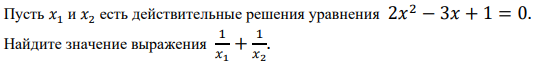 Пусть 𝑥₁ и 𝑥₂ есть действительные решения уравнения 2𝑥² − 3𝑥 + 1 = 0.
Найдите значение выражения 1/𝑥₁ + 1/𝑥₂.